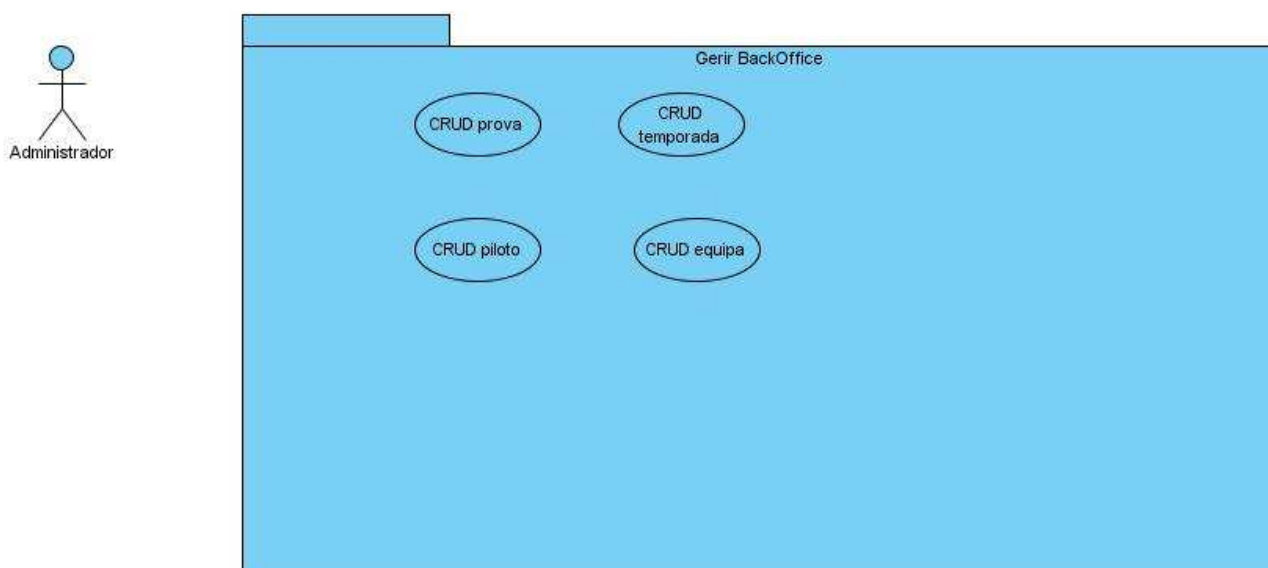 Gerir BackOffice
CRUD prova
CRUD
temporada
Administrador
CRUD piloto
CRUD equipa